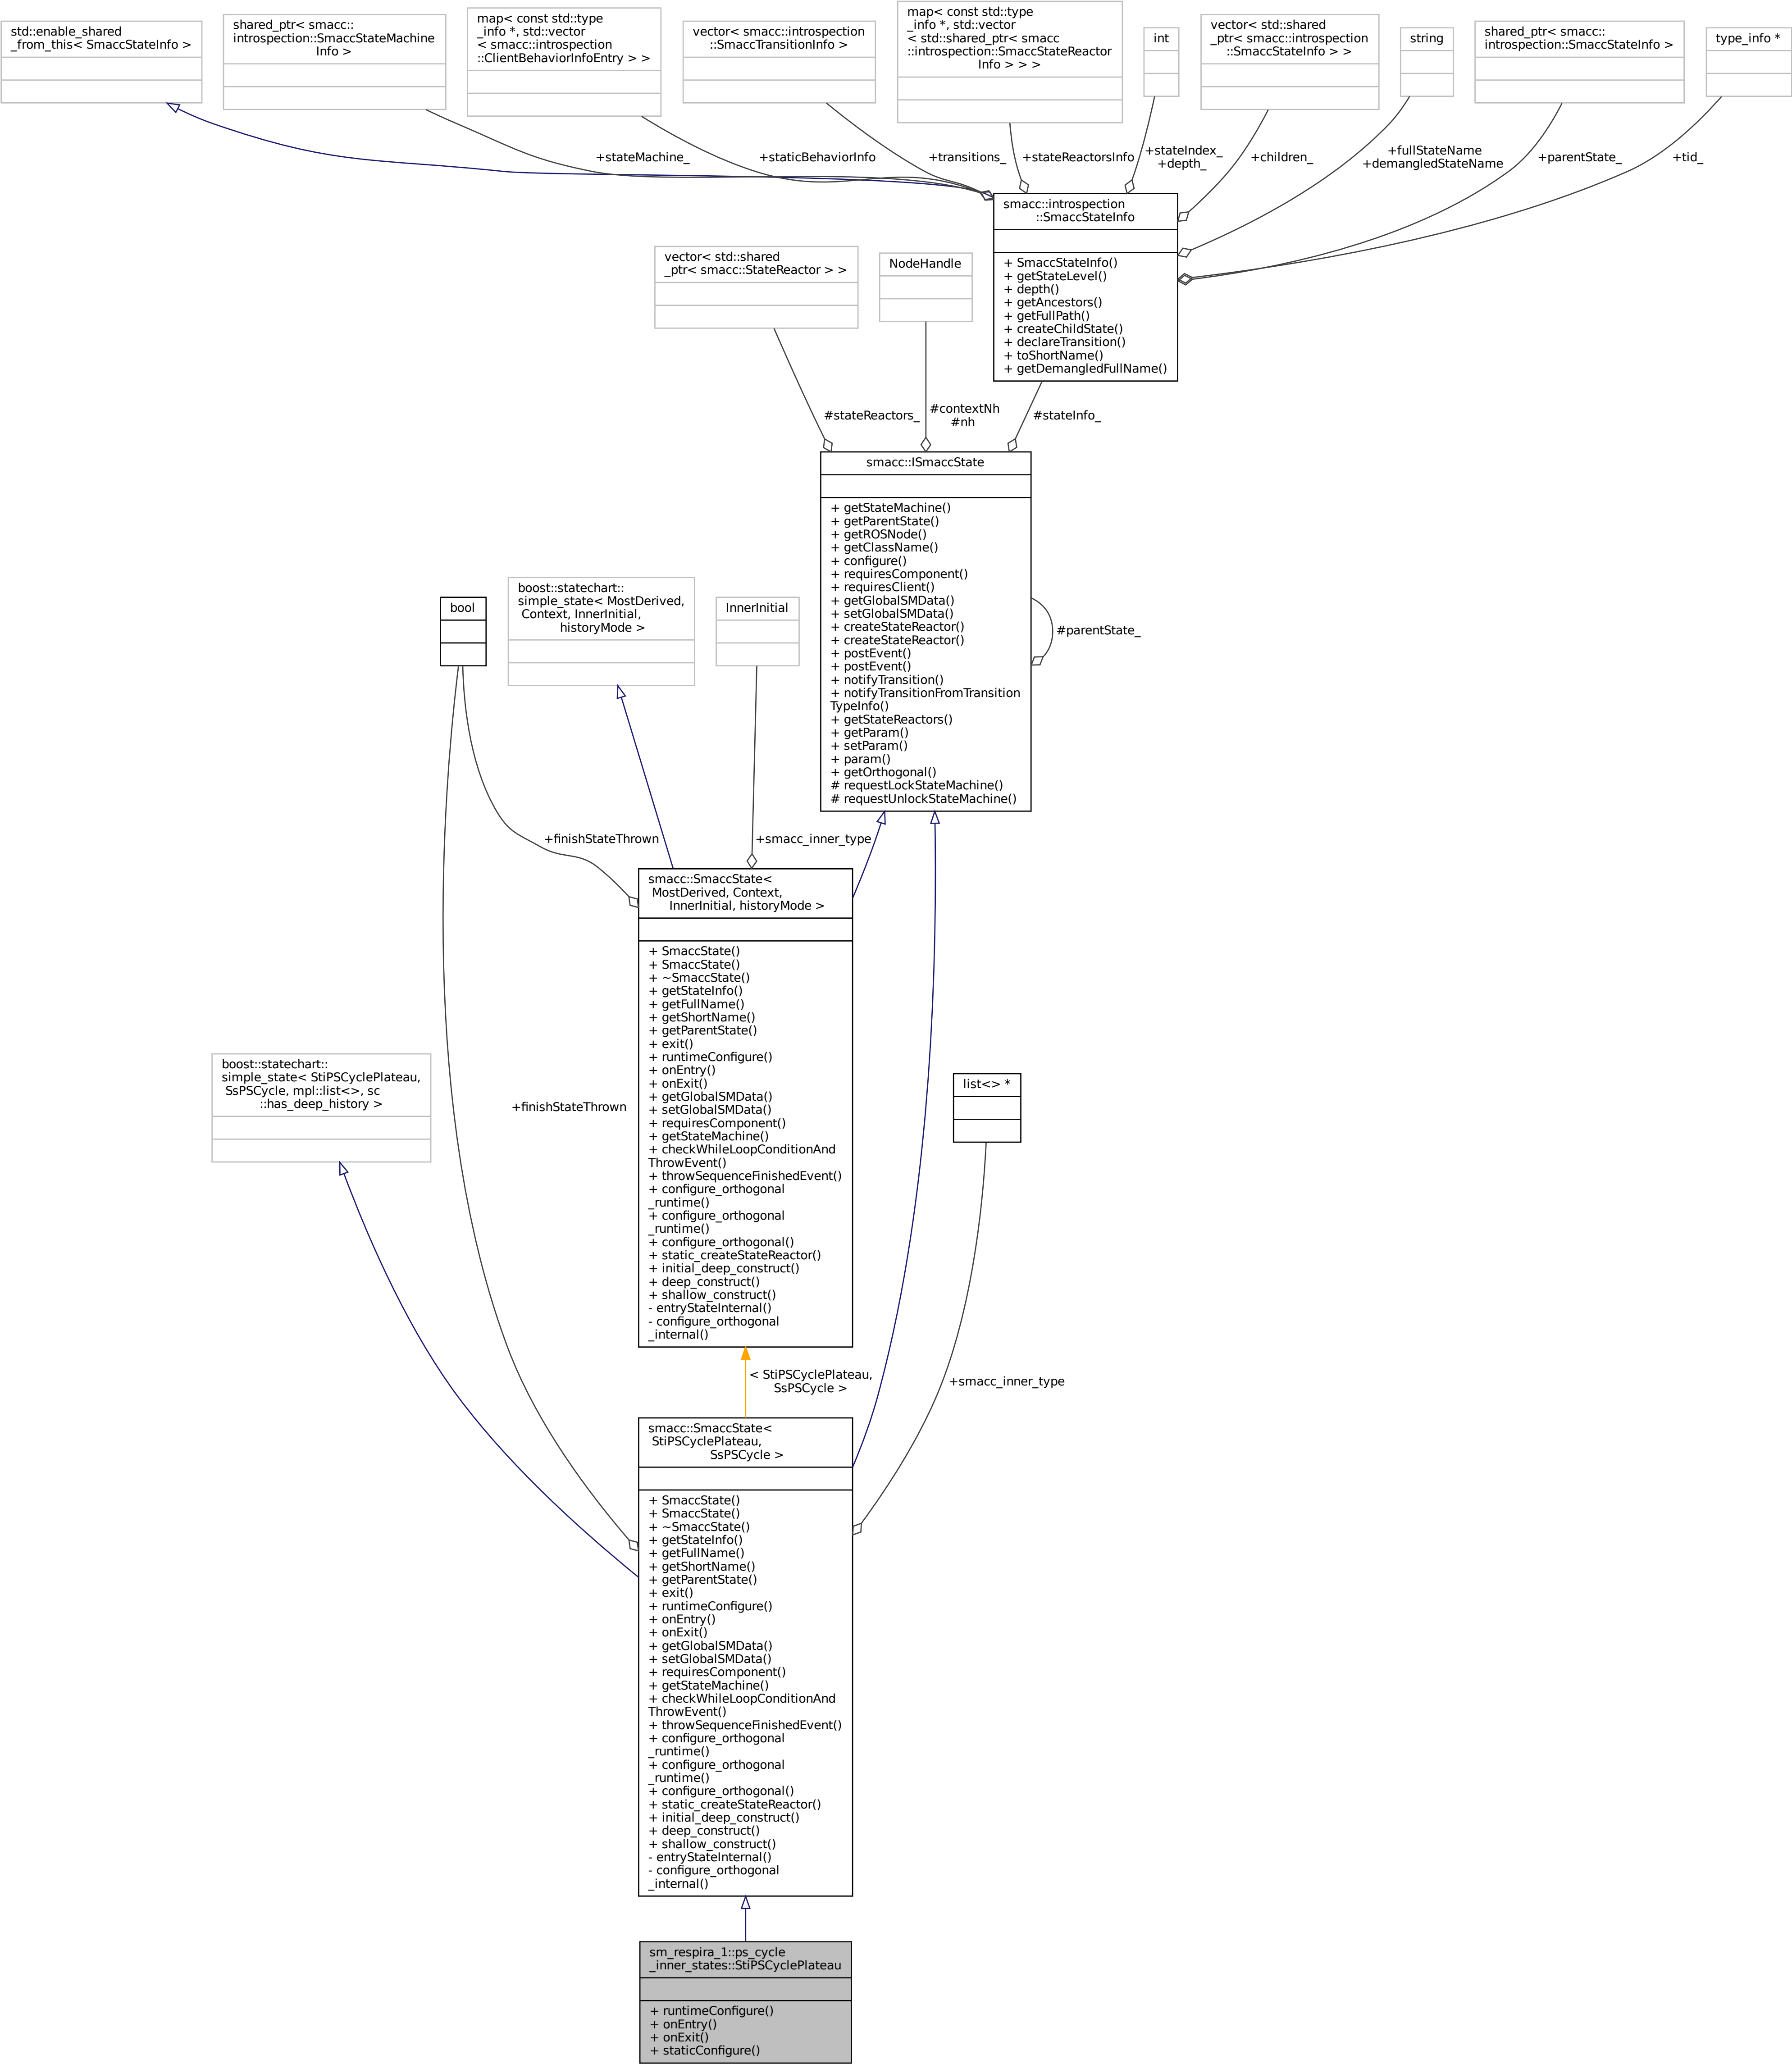 std::enable_shared
_from_this< SmaccStateInfo >
shared_ptr< smacc::
introspection::SmaccStateMachine
Info >
map< const std::type
_info *, std::vector
< smacc::introspection
::ClientBehaviorInfoEntry > >
vector< smacc::introspection
::SmaccTransitionInfo >
map< const std::type
_info *, std::vector
< std::shared_ptr< smacc
::introspection::SmaccStateReactor
Info > > >
int
vector< std::shared
_ptr< smacc::introspection
::SmaccStateInfo > >
string
shared_ptr< smacc::
introspection::SmaccStateInfo >
type_info *
+stateMachine_
+staticBehaviorInfo
+transitions_
+stateReactorsInfo
+stateIndex_
+depth_
+children_
+fullStateName
+demangledStateName
+parentState_
+tid_
smacc::introspection
::SmaccStateInfo
+ SmaccStateInfo()
+ getStateLevel()
+ depth()
+ getAncestors()
+ getFullPath()
+ createChildState()
+ declareTransition()
+ toShortName()
+ getDemangledFullName()
vector< std::shared
_ptr< smacc::StateReactor > >
NodeHandle
#stateReactors_
#contextNh
#nh
#stateInfo_
smacc::ISmaccState
+ getStateMachine()
+ getParentState()
+ getROSNode()
+ getClassName()
+ configure()
+ requiresComponent()
+ requiresClient()
+ getGlobalSMData()
+ setGlobalSMData()
+ createStateReactor()
+ createStateReactor()
+ postEvent()
+ postEvent()
+ notifyTransition()
+ notifyTransitionFromTransition
TypeInfo()
+ getStateReactors()
+ getParam()
+ setParam()
+ param()
+ getOrthogonal()
# requestLockStateMachine()
# requestUnlockStateMachine()
#parentState_
bool
boost::statechart::
simple_state< MostDerived,
Context, InnerInitial,
historyMode >
InnerInitial
+finishStateThrown
+smacc_inner_type
smacc::SmaccState<
MostDerived, Context,
InnerInitial, historyMode >
+ SmaccState()
+ SmaccState()
+ ~SmaccState()
+ getStateInfo()
+ getFullName()
+ getShortName()
+ getParentState()
+ exit()
+ runtimeConfigure()
+ onEntry()
+ onExit()
+ getGlobalSMData()
+ setGlobalSMData()
+ requiresComponent()
+ getStateMachine()
+ checkWhileLoopConditionAnd
ThrowEvent()
+ throwSequenceFinishedEvent()
+ configure_orthogonal
_runtime()
+ configure_orthogonal
_runtime()
+ configure_orthogonal()
+ static_createStateReactor()
+ initial_deep_construct()
+ deep_construct()
+ shallow_construct()
- entryStateInternal()
- configure_orthogonal
_internal()
boost::statechart::
simple_state< StiPSCyclePlateau,
SsPSCycle, mpl::list<>, sc
::has_deep_history >
+finishStateThrown
list<> *
< StiPSCyclePlateau,
SsPSCycle >
+smacc_inner_type
smacc::SmaccState<
StiPSCyclePlateau,
SsPSCycle >
+ SmaccState()
+ SmaccState()
+ ~SmaccState()
+ getStateInfo()
+ getFullName()
+ getShortName()
+ getParentState()
+ exit()
+ runtimeConfigure()
+ onEntry()
+ onExit()
+ getGlobalSMData()
+ setGlobalSMData()
+ requiresComponent()
+ getStateMachine()
+ checkWhileLoopConditionAnd
ThrowEvent()
+ throwSequenceFinishedEvent()
+ configure_orthogonal
_runtime()
+ configure_orthogonal
_runtime()
+ configure_orthogonal()
+ static_createStateReactor()
+ initial_deep_construct()
+ deep_construct()
+ shallow_construct()
- entryStateInternal()
- configure_orthogonal
_internal()
sm_respira_1::ps_cycle
_inner_states::StiPSCyclePlateau
+ runtimeConfigure()
+ onEntry()
+ onExit()
+ staticConfigure()